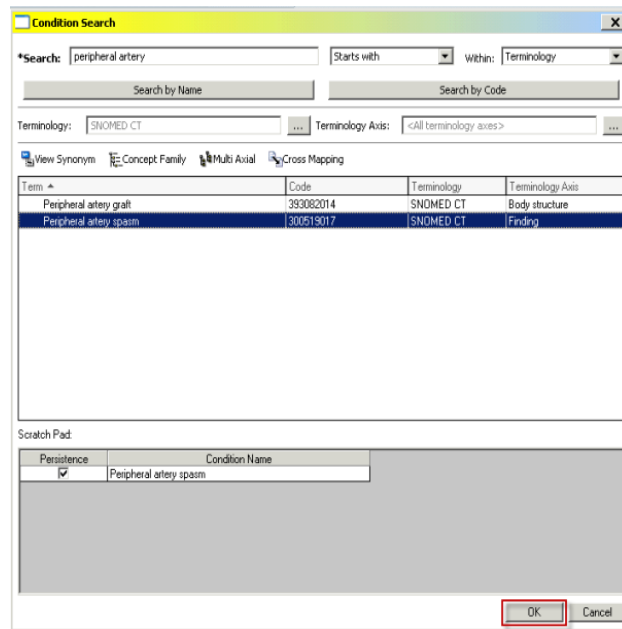 Condition Search
*Search: peripheral artery Starts with Within: Terminology
Search by Name Search by Code
Terminology: SNOMED CT ... Terminology Axis: <All terminology axes> ...
View Synonym Concept Family Multi Axial Cross Mapping
Term Code Terminology Terminology Axis
Peripheral artery graft 393082014 SNOMED CT Body structure
Peripheral artery spasm 300519017 SNOMED CT Finding
Scratch Pad:
Persistence Condition Name
Peripheral artery spasm
OK Cancel